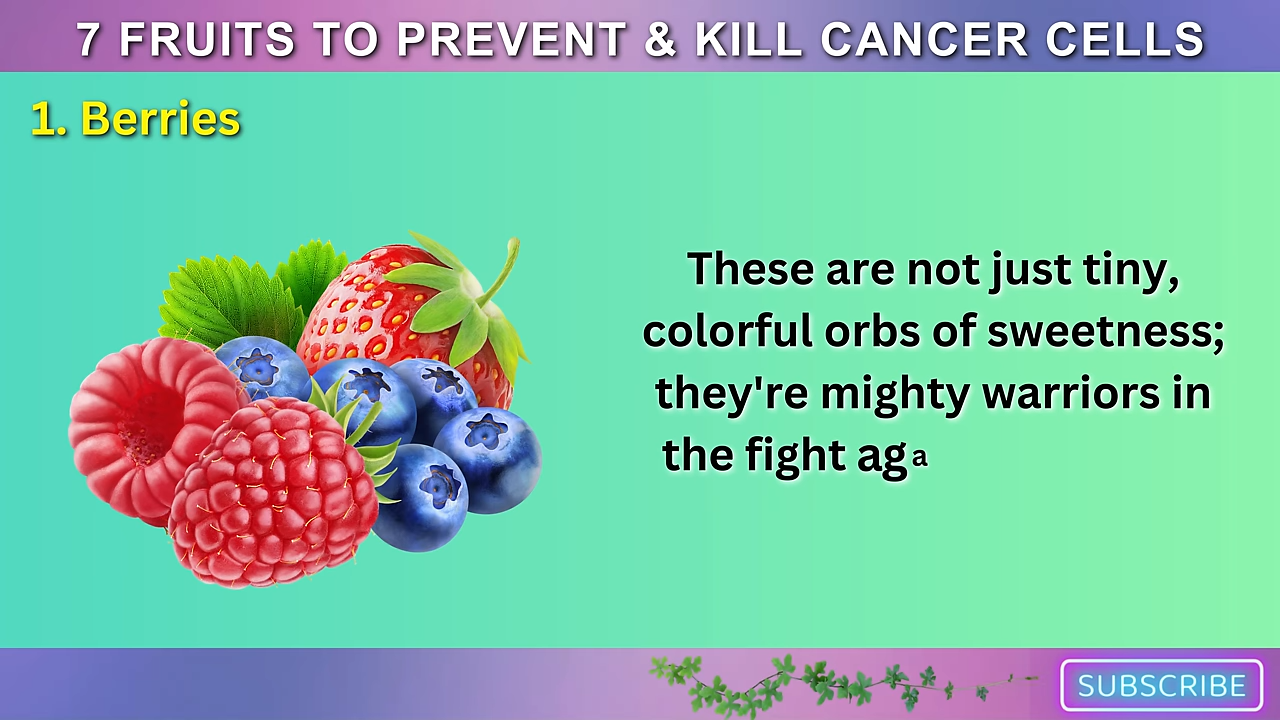 7 FRUITS TO PREVENT & KILL CANCER CELLS
1. Berries
These are not just tiny,
colorful orbs of sweetness;
they're mighty warriors in
the fight aga
SUBSCRIBE